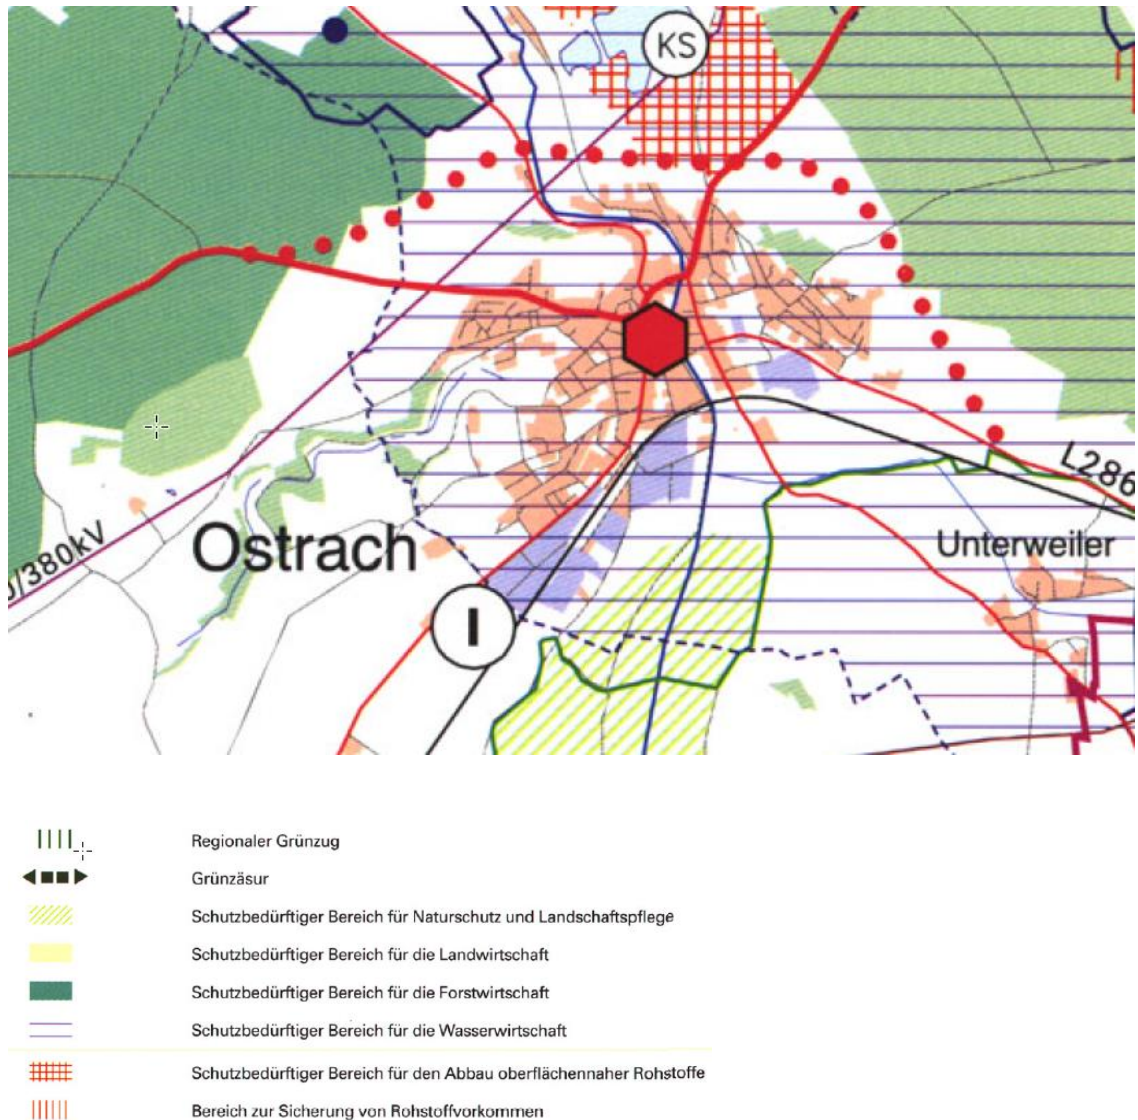 KS
L286
Ostrach
Unterweiler
0/380kV
I
Regionaler Grünzug
Grünzäsur
Schutzbedürftiger Bereich für Naturschutz und Landschaftspflege
Schutzbedürftiger Bereich für die Landwirtschaft
Schutzbedürftiger Bereich für die Forstwirtschaft
Schutzbedürftiger Bereich für die Wasserwirtschaft
Schutzbedürftiger Bereich für den Abbau oberflächennaher Rohstoffe
Bereich zur Sicherung von Rohstoffvorkommen